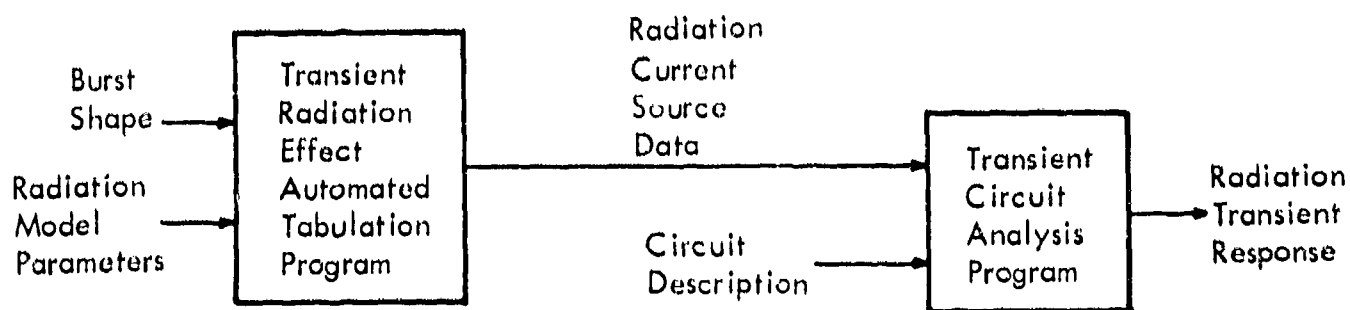 Burst
Shape
Radiation
Model
Parameters
Transient
Radiation
Effect
Automated
Tabulation
Program
Radiation
Current
Source
Data
Circuit
Description
Transient
Circuit
Analysis
Program
Radiation
Transient
Response